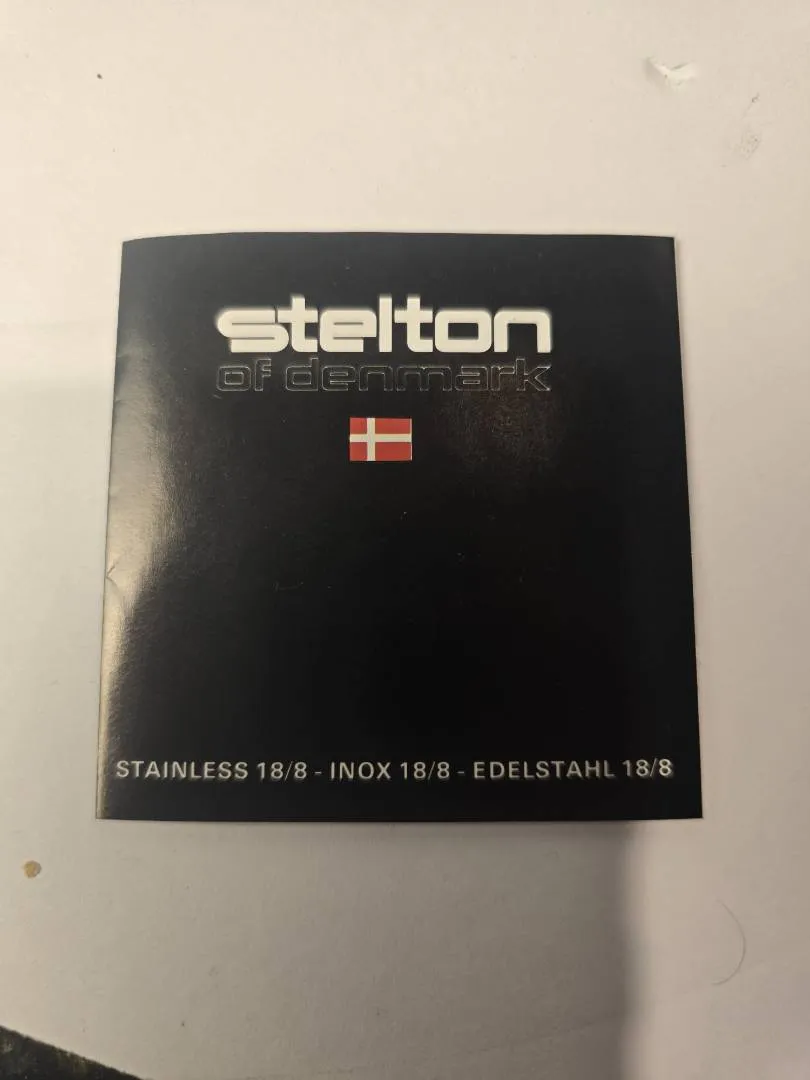 stelton
of denmark
STAINLESS 18/8 - INOX 18/8 - EDELSTAHL 18/8